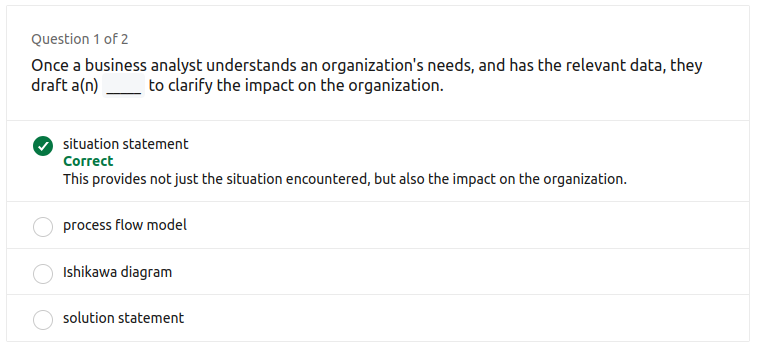 Question 1 of 2
Once a business analyst understands an organization's needs, and has the relevant data, they
draft a(n) _____ to clarify the impact on the organization.
situation statement
Correct
This provides not just the situation encountered, but also the impact on the organization.
process flow model
Ishikawa diagram
solution statement